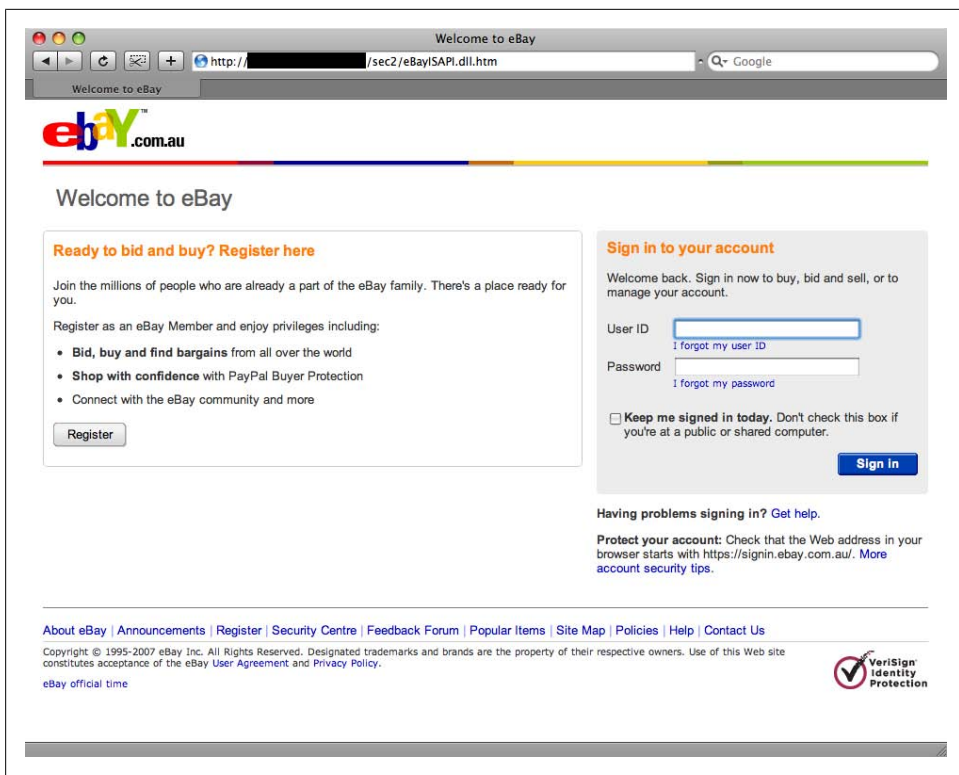 Welcome to eBay
http:// /sec2/eBayISAPI.dll.htm
Google
Welcome to eBay
ebaY™.com.au
Welcome to eBay
Ready to bid and buy? Register here
Join the millions of people who are already a part of the eBay family. There's a place ready for
you.
Register as an eBay Member and enjoy privileges including:
• Bid, buy and find bargains from all over the world
• Shop with confidence with PayPal Buyer Protection
• Connect with the eBay community and more
Register
Sign in to your account
Welcome back. Sign in now to buy, bid and sell, or to
manage your account.
User ID
I forgot my user ID
Password
I forgot my password
Keep me signed in today. Don't check this box if
you're at a public or shared computer.
Sign in
Having problems signing in? Get help.
Protect your account: Check that the Web address in your
browser starts with https://signin.ebay.com.au/. More
account security tips.
About eBay | Announcements | Register | Security Centre | Feedback Forum | Popular Items | Site Map | Policies | Help | Contact Us
Copyright © 1995-2007 eBay Inc. All Rights Reserved. Designated trademarks and brands are the property of their respective owners. Use of this Web site
constitutes acceptance of the eBay User Agreement and Privacy Policy.
eBay official time
VeriSign
Identity
Protection